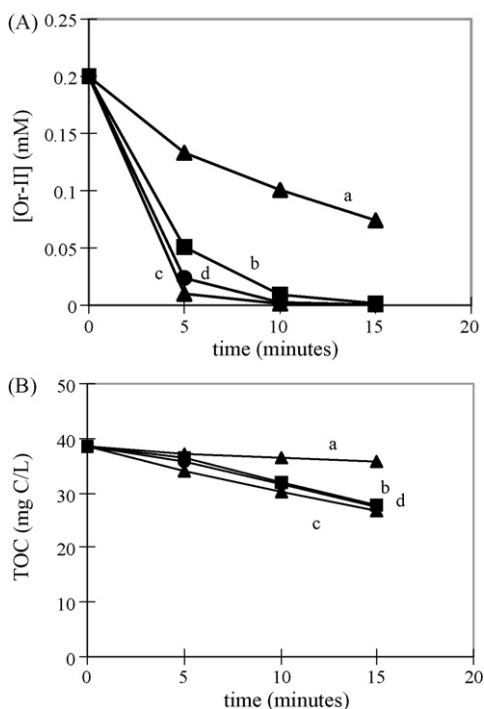 (A)
0.25
0.2
0.15
0.1
0.05
0
[Or-II] (mM)
a
b
c
d
0 5 10 15 20
time (minutes)
(B)
50
40
30
20
10
0
TOC (mg C/L)
a
b
d
c
0 5 10 15 20
time (minutes)